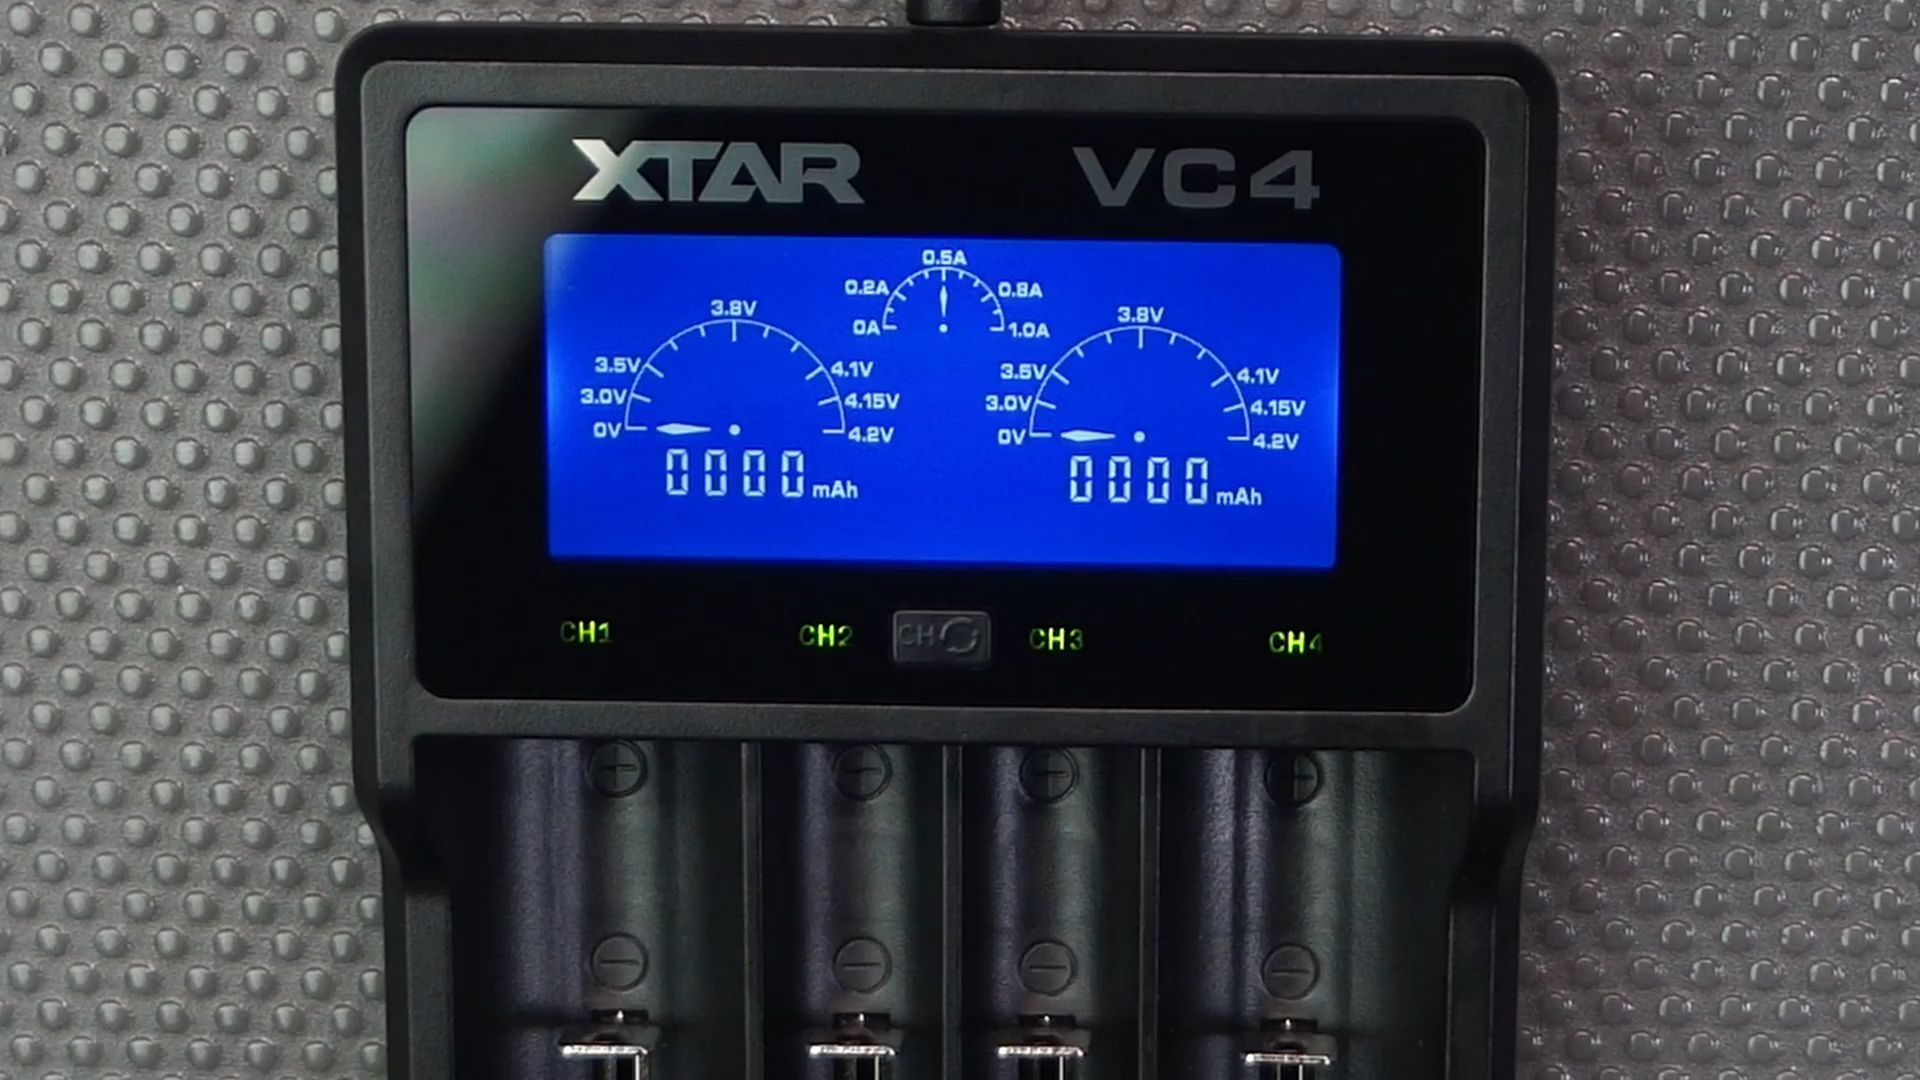 XTAR VC4
0.5A
0.2A 0.8A
0A 1.0A
3.8V 3.8V
3.5V 4.1V 3.5V 4.1V
3.0V 4.15V 3.0V 4.15V
0V 4.2V 0V 4.2V
0000 mAh 0000 mAh
CH1 CH2 CH CH3 CH4